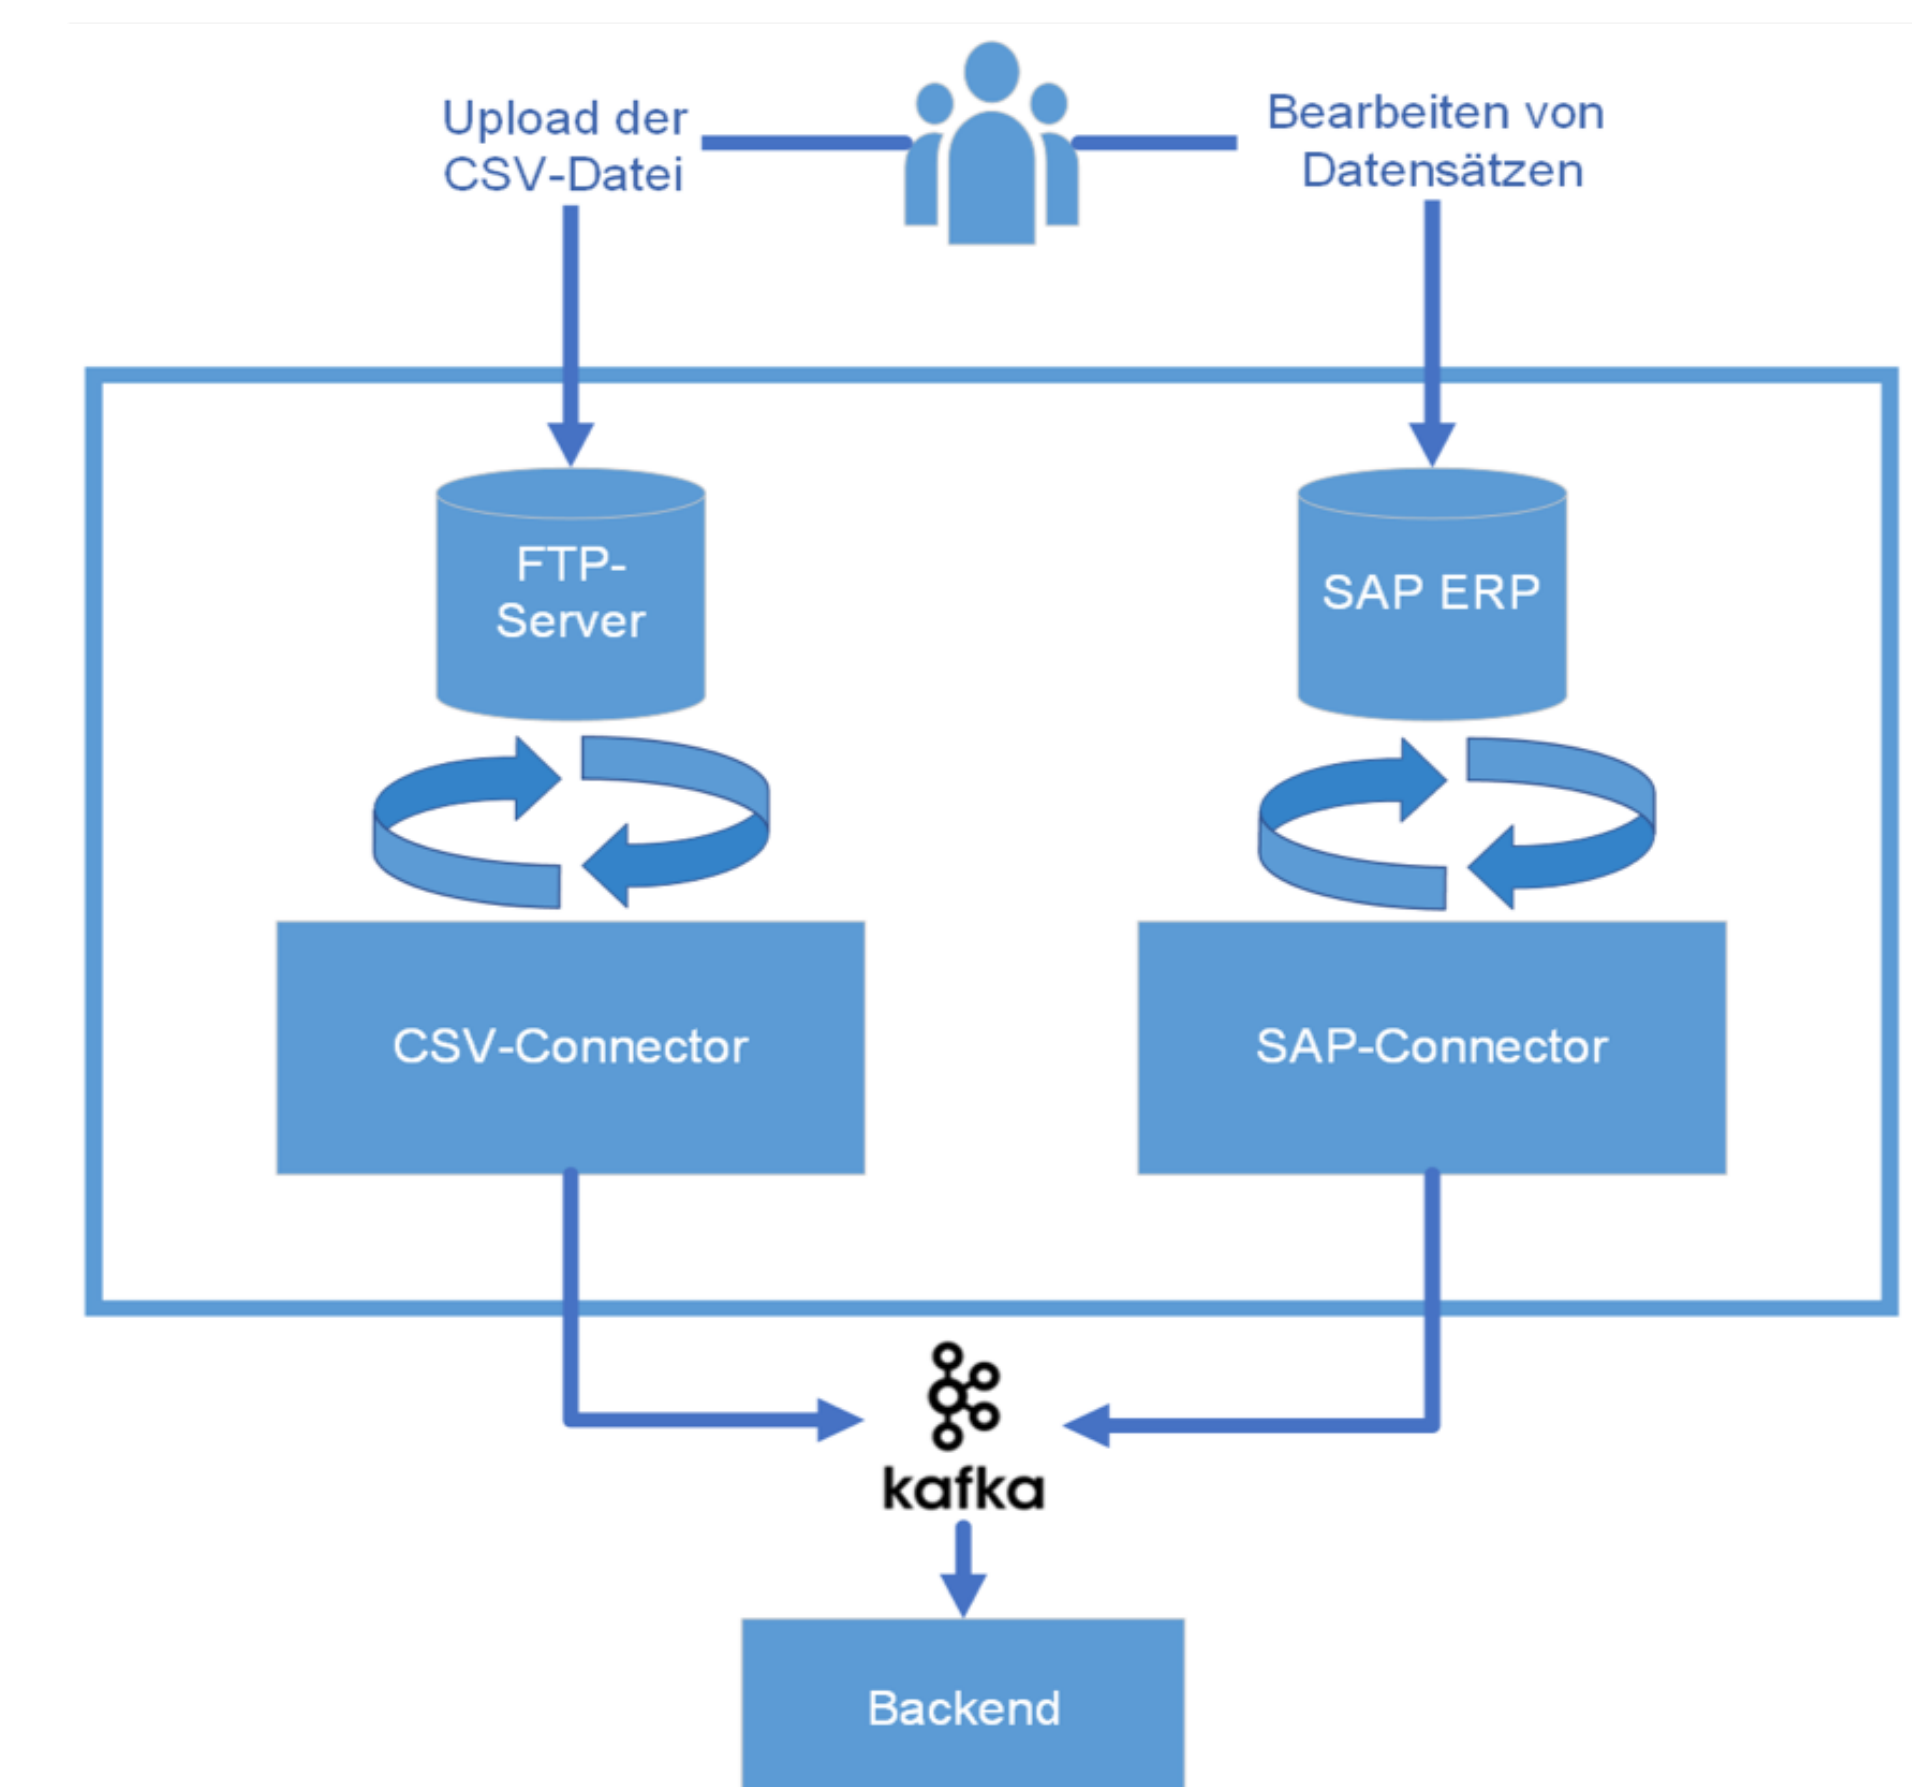 Upload der
CSV-Datei
Bearbeiten von
Datensätzen
FTP-
Server
SAP ERP
CSV-Connector
SAP-Connector
kafka
Backend